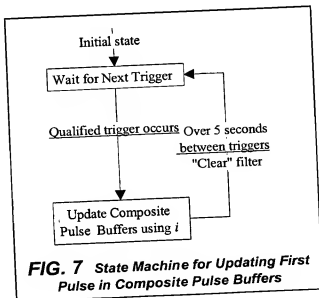 Initial state
Wait for Next Trigger
Qualified trigger occurs
Over 5 seconds
between triggers
"Clear" filter
Update Composite
Pulse Buffers using i
FIG. 7 State Machine for Updating First
Pulse in Composite Pulse Buffers